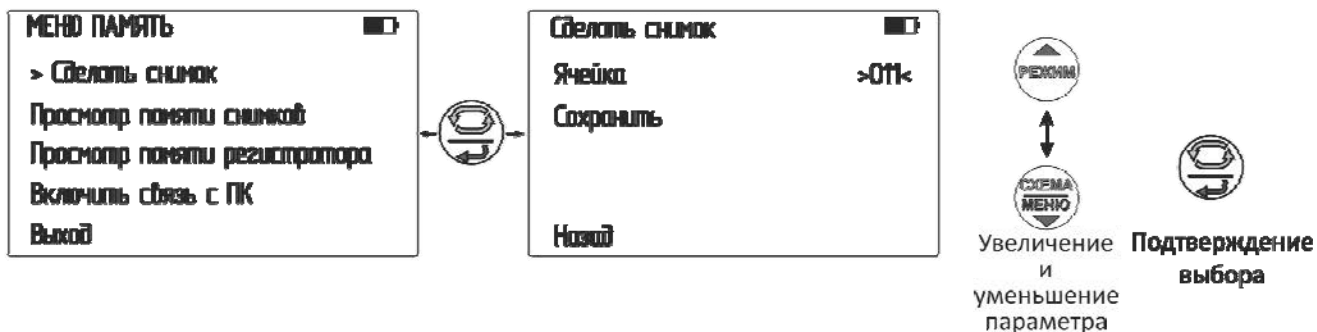 МЕНЮ ПАМЯТЬ
> Сделать снимок
Просмотр памяти снимков
Просмотр памяти регистратора
Включить связь с ПК
Выход
Сделать снимок
Ячейка >011<
Сохранить
Назад
РЕЖИМ
СХЕМА
МЕНЮ
Увеличение
и
уменьшение
параметра
Подтверждение
выбора